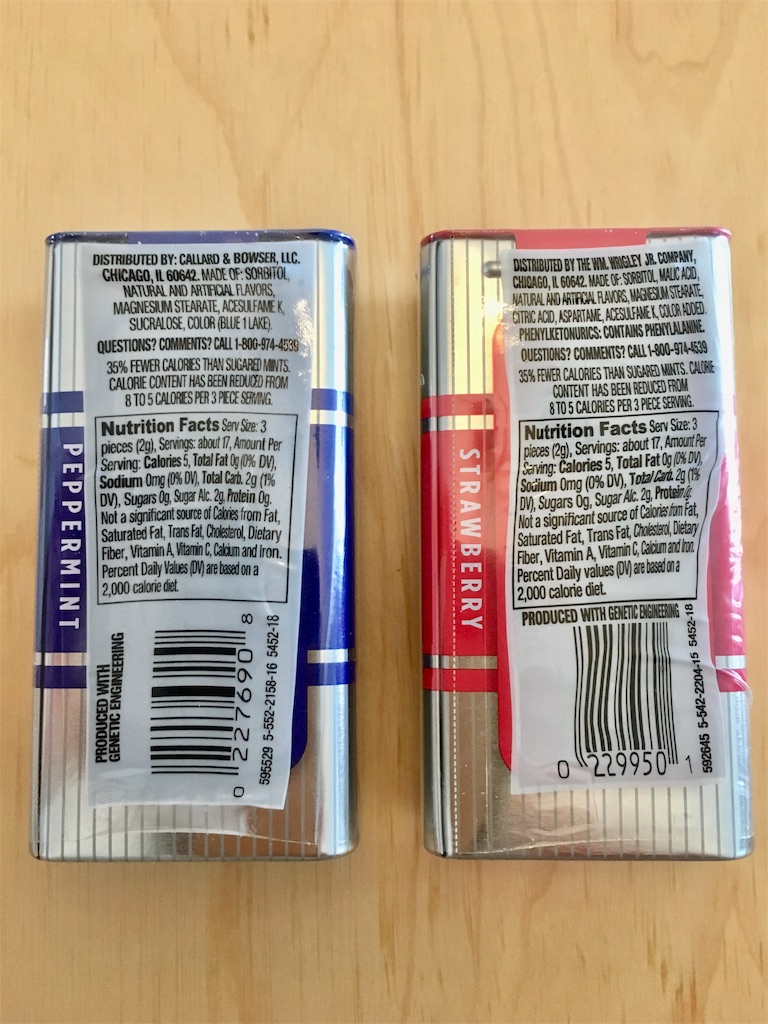 DISTRIBUTED BY: CALLARD & BOWSER, LLC.
CHICAGO, IL 60642. MADE OF: SORBITOL,
NATURAL AND ARTIFICIAL FLAVORS,
MAGNESIUM STEARATE, ACESULFAME K,
SUCRALOSE, COLOR (BLUE 1 LAKE).
QUESTIONS? COMMENTS? CALL 1-800-974-4539
35% FEWER CALORIES THAN SUGARED MINTS.
CALORIE CONTENT HAS BEEN REDUCED FROM
8 TO 5 CALORIES PER 3 PIECE SERVING.
Nutrition Facts Serv Size: 3
pieces (2g), Servings: about 17, Amount Per
Serving: Calories 5, Total Fat 0g (0% DV),
Sodium 0mg (0% DV), Total Carb. 2g (1%
DV), Sugars 0g, Sugar Alc. 2g, Protein 0g.
Not a significant source of Calories from Fat,
Saturated Fat, Trans Fat, Cholesterol, Dietary
Fiber, Vitamin A, Vitamin C, Calcium and Iron.
Percent Daily Values (DV) are based on a
2,000 calorie diet.
PEPPERMINT
PRODUCED WITH
GENETIC ENGINEERING
0 227690 8
595529 5-552-2158-16 5452-18
DISTRIBUTED BY THE WM. WRIGLEY JR. COMPANY,
CHICAGO, IL 60642. MADE OF: SORBITOL, MALIC ACID,
NATURAL AND ARTIFICIAL FLAVORS, MAGNESIUM STEARATE,
CITRIC ACID, ASPARTAME, ACESULFAME K, COLOR ADDED.
PHENYLKETONURICS: CONTAINS PHENYLALANINE.
QUESTIONS? COMMENTS? CALL 1-800-974-4539
35% FEWER CALORIES THAN SUGARED MINTS. CALORIE
CONTENT HAS BEEN REDUCED FROM
8 TO 5 CALORIES PER 3 PIECE SERVING.
Nutrition Facts Serv Size: 3
pieces (2g), Servings: about 17, Amount Per
Serving: Calories 5, Total Fat 0g (0% DV),
Sodium 0mg (0% DV), Total Carb. 2g (1%
DV), Sugars 0g, Sugar Alc. 2g, Protein 0g.
Not a significant source of Calories from Fat,
Saturated Fat, Trans Fat, Cholesterol, Dietary
Fiber, Vitamin A, Vitamin C, Calcium and Iron.
Percent Daily values (DV) are based on a
2,000 calorie diet.
STRAWBERRY
PRODUCED WITH GENETIC ENGINEERING
0 229950 1
592645 5-542-2204-15 5452-18